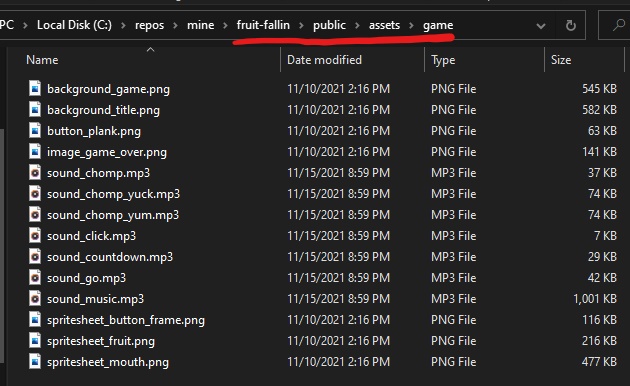 PC > Local Disk (C:) > repos > mine > fruit-fallin > public > assets > game
Name Date modified Type Size
background_game.png 11/10/2021 2:16 PM PNG File 545 KB
background_title.png 11/10/2021 2:16 PM PNG File 582 KB
button_plank.png 11/10/2021 2:16 PM PNG File 63 KB
image_game_over.png 11/10/2021 2:16 PM PNG File 141 KB
sound_chomp.mp3 11/15/2021 8:59 PM MP3 File 37 KB
sound_chomp_yuck.mp3 11/15/2021 8:59 PM MP3 File 74 KB
sound_chomp_yum.mp3 11/15/2021 8:59 PM MP3 File 74 KB
sound_click.mp3 11/15/2021 8:59 PM MP3 File 7 KB
sound_countdown.mp3 11/15/2021 8:59 PM MP3 File 29 KB
sound_go.mp3 11/15/2021 8:59 PM MP3 File 42 KB
sound_music.mp3 11/15/2021 8:59 PM MP3 File 1,001 KB
spritesheet_button_frame.png 11/10/2021 2:16 PM PNG File 116 KB
spritesheet_fruit.png 11/10/2021 2:16 PM PNG File 216 KB
spritesheet_mouth.png 11/10/2021 2:16 PM PNG File 477 KB